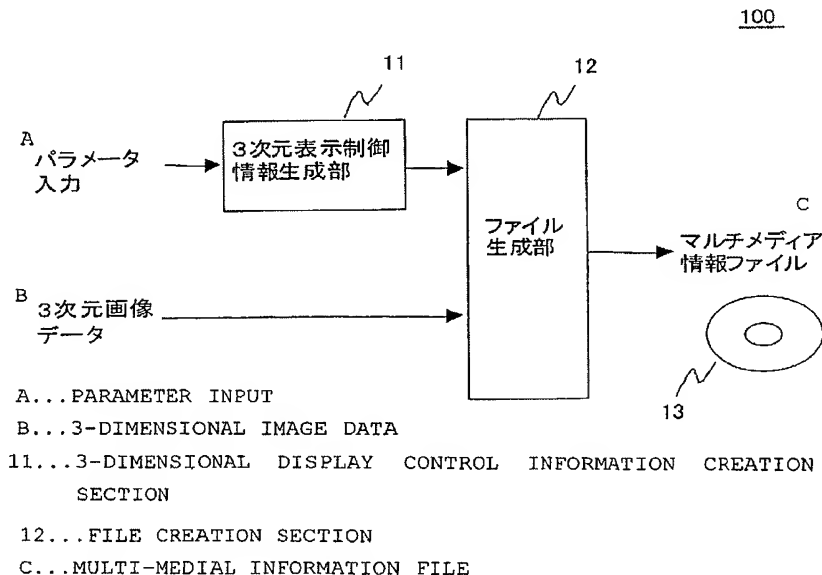 100
11
12
A
パラメータ
入力
3次元表示制御
情報生成部
ファイル
生成部
C
マルチメディア
情報ファイル
B
3次元画像
データ
13
A...PARAMETER INPUT
B...3-DIMENSIONAL IMAGE DATA
11...3-DIMENSIONAL DISPLAY CONTROL INFORMATION CREATION
SECTION
12...FILE CREATION SECTION
C...MULTI-MEDIAL INFORMATION FILE